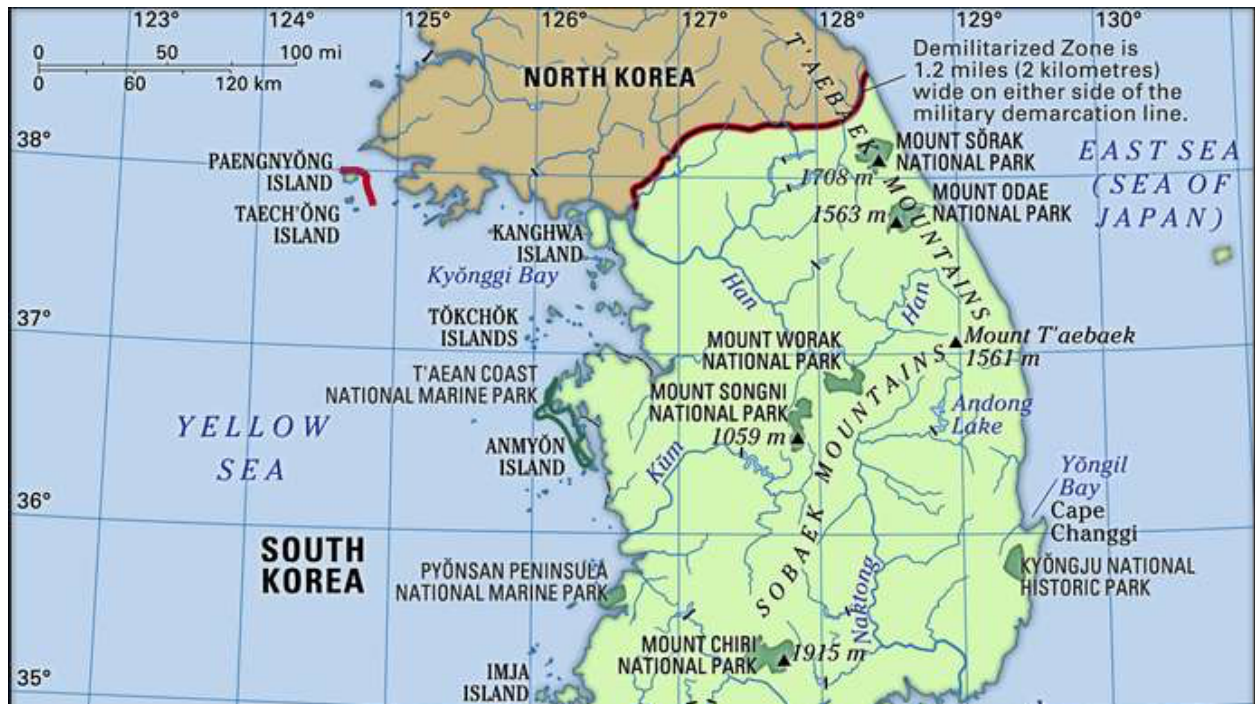 123°
124°
125°
126°
127°
128°
129°
130°
0 50 100 mi
0 60 120 km
NORTH KOREA
T'AEBAEK MOUNTAINS
Demilitarized Zone is
1.2 miles (2 kilometres)
wide on either side of the
military demarcation line.
38°
PAENGNYŎNG
ISLAND
TAECH'ŎNG
ISLAND
MOUNT SŎRAK
NATIONAL PARK
1708 m
EAST SEA
(SEA OF
JAPAN)
MOUNT ODAE
NATIONAL PARK
1563 m
KANGHWA
ISLAND
Kyŏnggi Bay
Han
Han
37°
TŎKCHŎK
ISLANDS
MOUNT WORAK
NATIONAL PARK
Mount T'aebaek
1561 m
T'AEAN COAST
NATIONAL MARINE PARK
MOUNT SONGNI
NATIONAL PARK
1059 m
SOBAEK MOUNTAINS
Andong
Lake
YELLOW
SEA
ANMYŎN
ISLAND
Kŭm
Yŏngil
Bay
Cape
Changgi
36°
SOUTH
KOREA
PYŎNSAN PENINSULA
NATIONAL MARINE PARK
KYŎNGJU NATIONAL
HISTORIC PARK
Naktong
MOUNT CHIRI
NATIONAL PARK
1915 m
35°
IMJA
ISLAND